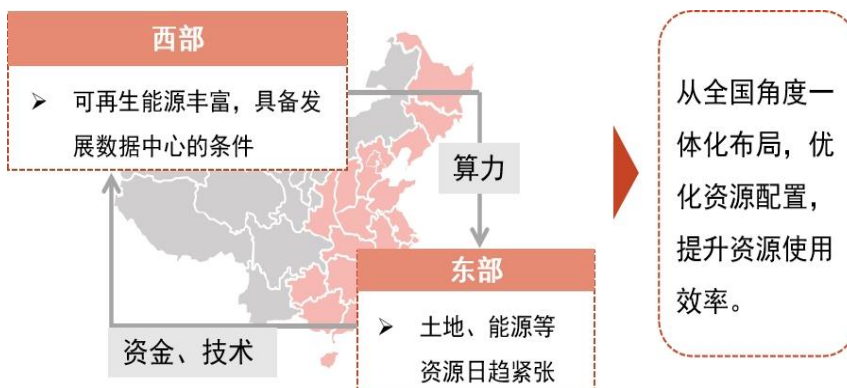 西部
➢ 可再生能源丰富，具备发
展数据中心的条件
算力
东部
➢ 土地、能源等
资源日趋紧张
资金、技术
从全国角度一
体化布局，优
化资源配置，
提升资源使用
效率。